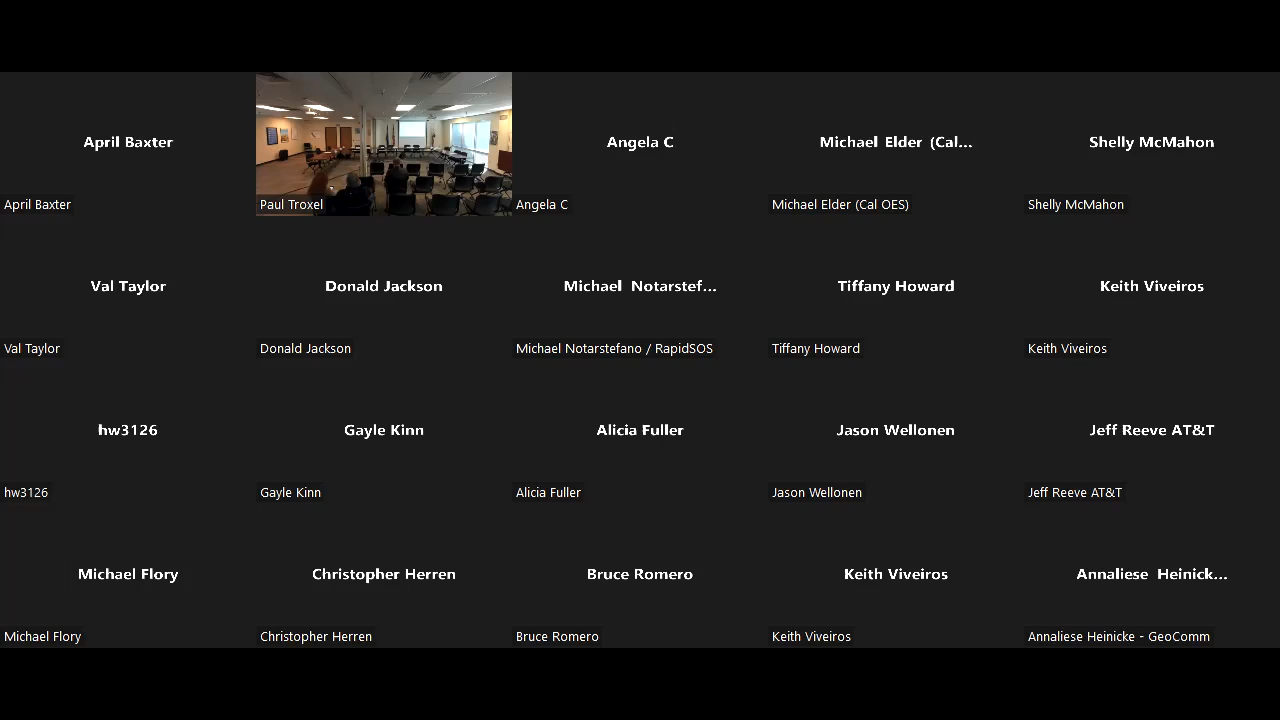 April Baxter
Angela C
Michael Elder (Cal...
Shelly McMahon
April Baxter
Paul Troxel
Angela C
Michael Elder (Cal OES)
Shelly McMahon
Val Taylor
Donald Jackson
Michael Notarstef...
Tiffany Howard
Keith Viveiros
Val Taylor
Donald Jackson
Michael Notarstefano / RapidSOS
Tiffany Howard
Keith Viveiros
hw3126
Gayle Kinn
Alicia Fuller
Jason Wellonen
Jeff Reeve AT&T
hw3126
Gayle Kinn
Alicia Fuller
Jason Wellonen
Jeff Reeve AT&T
Michael Flory
Christopher Herren
Bruce Romero
Keith Viveiros
Annaliese Heinick...
Michael Flory
Christopher Herren
Bruce Romero
Keith Viveiros
Annaliese Heinicke - GeoComm